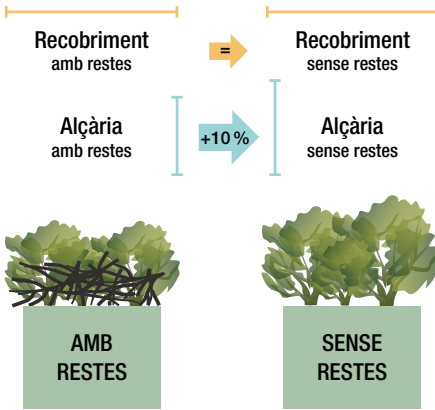 Recobriment
amb restes
=
Recobriment
sense restes
Alçària
amb restes
+10 %
Alçària
sense restes
AMB
RESTES
SENSE
RESTES